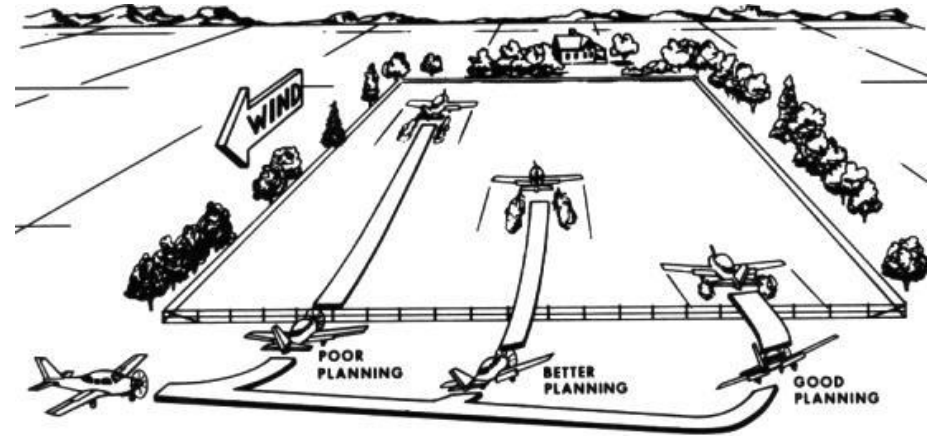 WIND
POOR
PLANNING
BETTER
PLANNING
GOOD
PLANNING